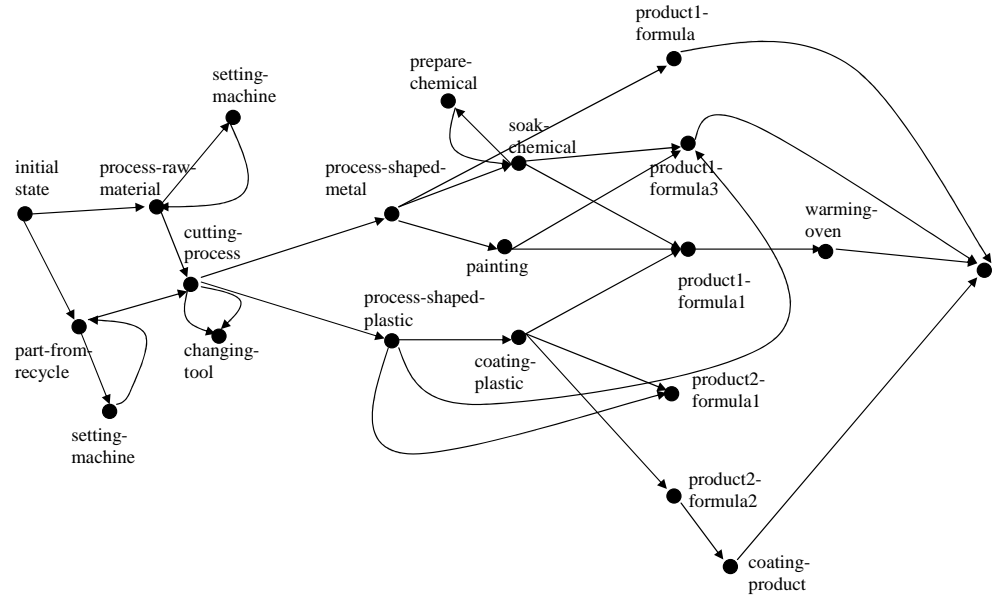 product1-
formula
prepare-
chemical
setting-
machine
soak-
chemical
initial
state
process-raw-
material
process-shaped-
metal
product1-
formula3
warming-
oven
cutting-
process
painting
product1-
formula1
process-shaped-
plastic
part-from-
recycle
changing-
tool
coating-
plastic
product2-
formula1
setting-
machine
product2-
formula2
coating-
product